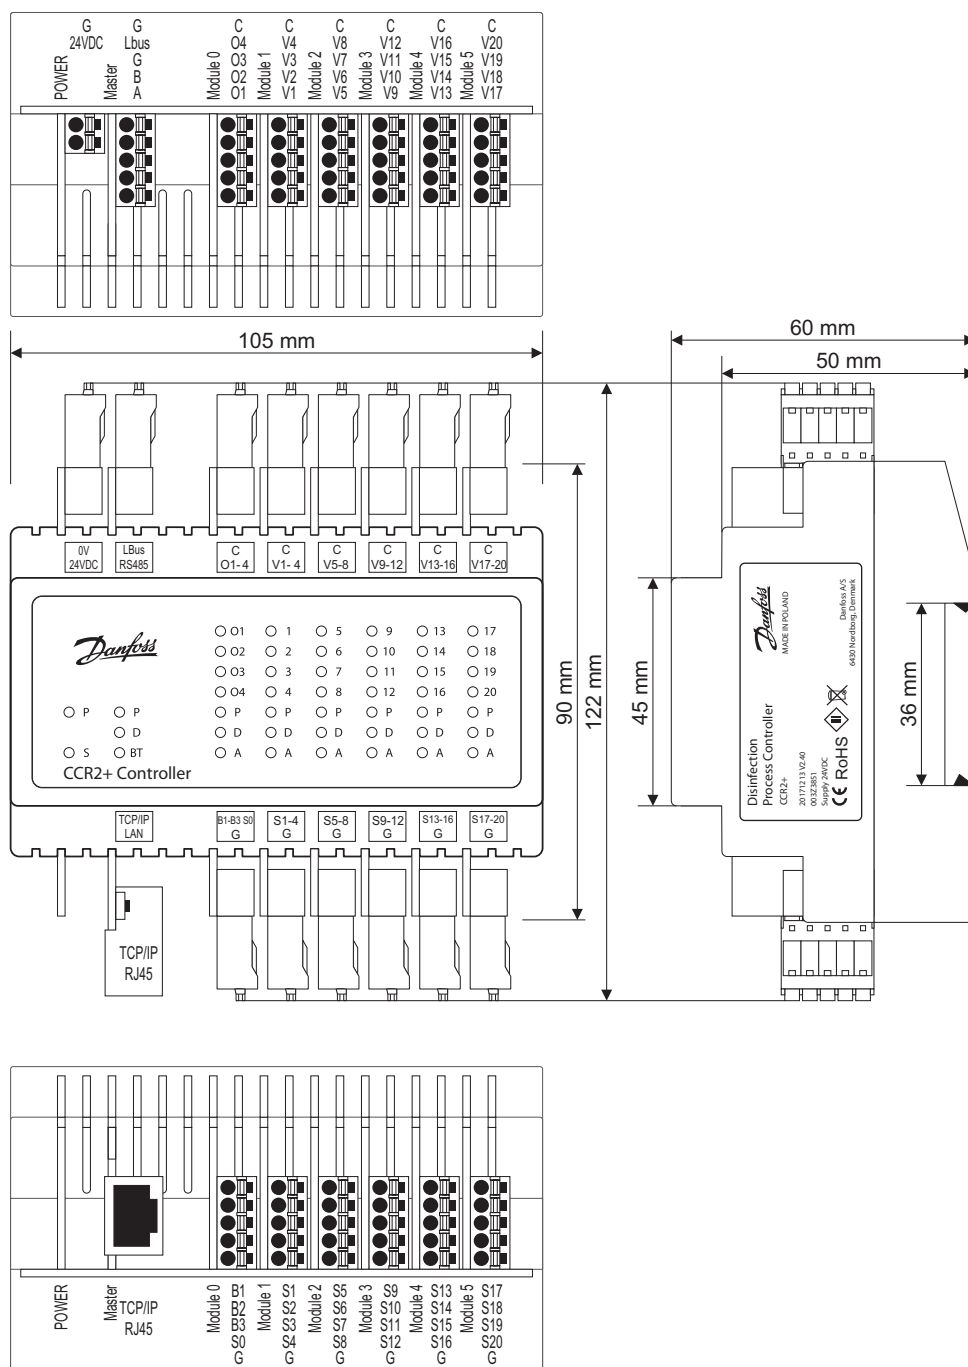 G
24VDC
POWER
G
Lbus
G
B
A
Master
C
O4
O3
O2
O1
Module 0
C
V4
V3
V2
V1
Module 1
C
V8
V7
V6
V5
Module 2
C
V12
V11
V10
V9
Module 3
C
V16
V15
V14
V13
Module 4
C
V20
V19
V18
V17
Module 5
105 mm
60 mm
50 mm
0V
24VDC
LBus
RS485
C
O1- 4
C
V1- 4
C
V5-8
C
V9-12
C
V13-16
C
V17-20
Danfoss
O1 1 5 9 13 17
O2 2 6 10 14 18
O3 3 7 11 15 19
O4 4 8 12 16 20
P P P P P P P P
D D D D D D D
S BT A A A A A A
CCR2+ Controller
TCP/IP
LAN
B1-B3 S0
G
S1-4
G
S5-8
G
S9-12
G
S13-16
G
S17-20
G
TCP/IP
RJ45
90 mm
122 mm
45 mm
36 mm
Danfoss
MADE IN POLAND
Danfoss A/S
6430 Nordborg, Denmark
Disinfection
Process Controller
CCR2+
20171213 V2.40
003Z3851
Supply 24VDC
CE RoHS
POWER
Master
TCP/IP
RJ45
Module 0
B1
B2
B3
S0
G
Module 1
S1
S2
S3
S4
G
Module 2
S5
S6
S7
S8
G
Module 3
S9
S10
S11
S12
G
Module 4
S13
S14
S15
S16
G
Module 5
S17
S18
S19
S20
G